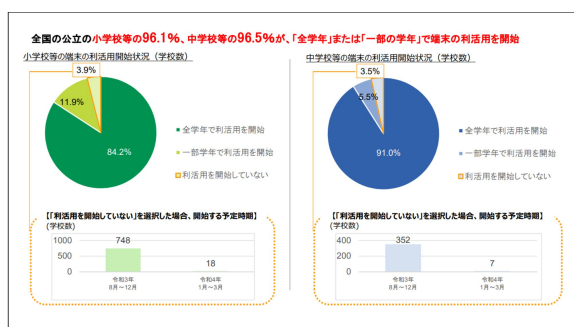 全国の公立の小学校等の96.1%、中学校等の96.5%が、「全学年」または「一部の学年」で端末の利活用を開始
小学校等の端末の利活用開始状況（学校数）
3.9%
11.9%
84.2%
全学年で利活用を開始
一部学年で利活用を開始
利活用を開始していない
【「利活用を開始していない」を選択した場合、開始する予定時期】
(学校数)
1000
500
0
748
18
令和3年
8月～12月
令和4年
1月～3月
中学校等の端末の利活用開始状況（学校数）
3.5%
5.5%
91.0%
全学年で利活用を開始
一部学年で利活用を開始
利活用を開始していない
【「利活用を開始していない」を選択した場合、開始する予定時期】
(学校数)
400
200
0
352
7
令和3年
8月～12月
令和4年
1月～3月